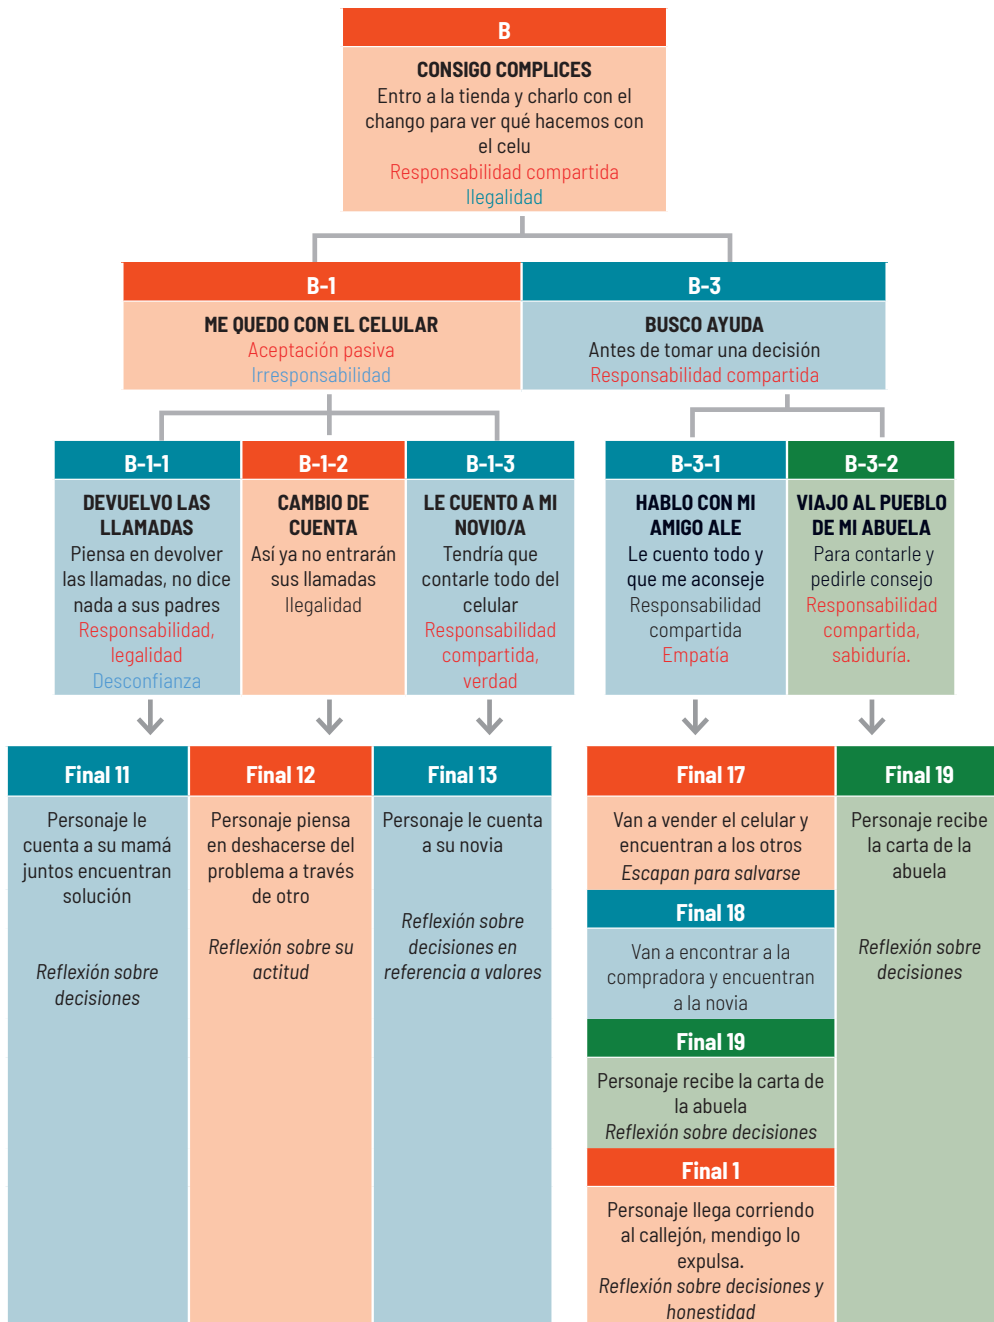 B
CONSIGO COMPLICES
Entro a la tienda y charlo con el
chango para ver qué hacemos con
el celu
Responsabilidad compartida
Ilegalidad
B-1
ME QUEDO CON EL CELULAR
Aceptación pasiva
Irresponsabilidad
B-3
BUSCO AYUDA
Antes de tomar una decisión
Responsabilidad compartida
B-1-1
DEVUELVO LAS
LLAMADAS
Piensa en devolver
las llamadas, no dice
nada a sus padres
Responsabilidad,
legalidad
Desconfianza
B-1-2
CAMBIO DE
CUENTA
Así ya no entrarán
sus llamadas
Ilegalidad
B-1-3
LE CUENTO A MI
NOVIO/A
Tendría que
contarle todo del
celular
Responsabilidad
compartida,
verdad
B-3-1
HABLO CON MI
AMIGO ALE
Le cuento todo y
que me aconseje
Responsabilidad
compartida
Empatía
B-3-2
VIAJO AL PUEBLO
DE MI ABUELA
Para contarle y
pedirle consejo
Responsabilidad
compartida,
sabiduría.
Final 11
Personaje le
cuenta a su mamá
juntos encuentran
solución
Reflexión sobre
decisiones
Final 12
Personaje piensa
en deshacerse del
problema a través
de otro
Reflexión sobre su
actitud
Final 13
Personaje le cuenta
a su novia
Reflexión sobre
decisiones en
referencia a valores
Final 17
Van a vender el celular y
encuentran a los otros
Escapan para salvarse
Final 18
Van a encontrar a la
compradora y encuentran
a la novia
Final 19
Personaje recibe la carta de
la abuela
Reflexión sobre decisiones
Final 1
Personaje llega corriendo
al callejón, mendigo lo
expulsa.
Reflexión sobre decisiones y
honestidad
Final 19
Personaje recibe
la carta de la
abuela
Reflexión sobre
decisiones